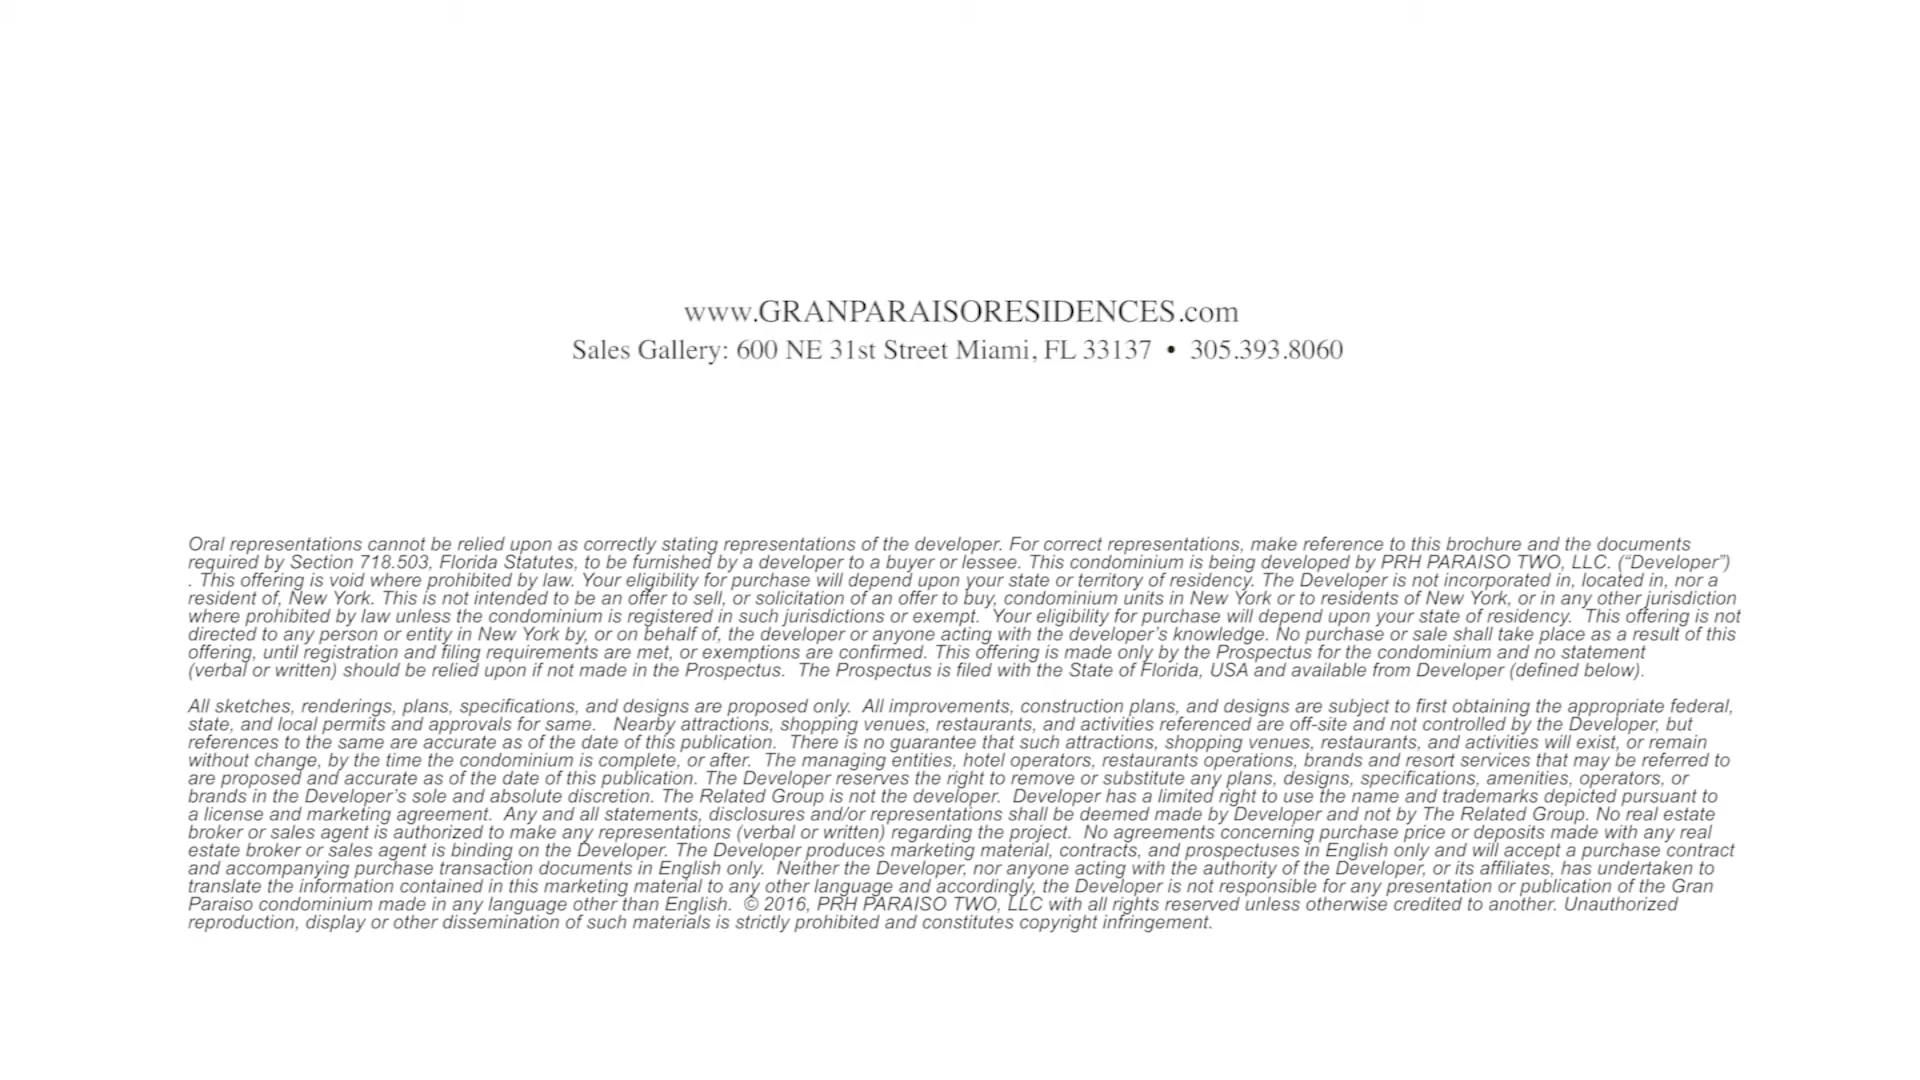 www.GRANPARAISORESIDENCES.com
Sales Gallery: 600 NE 31st Street Miami, FL 33137 • 305.393.8060
Oral representations cannot be relied upon as correctly stating representations of the developer. For correct representations, make reference to this brochure and the documents
required by Section 718.503, Florida Statutes, to be furnished by a developer to a buyer or lessee. This condominium is being developed by PRH PARAISO TWO, LLC. (“Developer”)
. This offering is void where prohibited by law. Your eligibility for purchase will depend upon your state or territory of residency. The Developer is not incorporated in, located in, nor a
resident of, New York. This is not intended to be an offer to sell, or solicitation of an offer to buy, condominium units in New York or to residents of New York, or in any other jurisdiction
where prohibited by law unless the condominium is registered in such jurisdictions or exempt.  Your eligibility for purchase will depend upon your state of residency.  This offering is not
directed to any person or entity in New York by, or on behalf of, the developer or anyone acting with the developer’s knowledge. No purchase or sale shall take place as a result of this
offering, until registration and filing requirements are met, or exemptions are confirmed. This offering is made only by the Prospectus for the condominium and no statement
(verbal or written) should be relied upon if not made in the Prospectus.  The Prospectus is filed with the State of Florida, USA and available from Developer (defined below).
All sketches, renderings, plans, specifications, and designs are proposed only.  All improvements, construction plans, and designs are subject to first obtaining the appropriate federal,
state, and local permits and approvals for same.   Nearby attractions, shopping venues, restaurants, and activities referenced are off-site and not controlled by the Developer, but
references to the same are accurate as of the date of this publication.  There is no guarantee that such attractions, shopping venues, restaurants, and activities will exist, or remain
without change, by the time the condominium is complete, or after.  The managing entities, hotel operators, restaurants operations, brands and resort services that may be referred to
are proposed and accurate as of the date of this publication. The Developer reserves the right to remove or substitute any plans, designs, specifications, amenities, operators, or
brands in the Developer’s sole and absolute discretion. The Related Group is not the developer.  Developer has a limited right to use the name and trademarks depicted pursuant to
a license and marketing agreement.  Any and all statements, disclosures and/or representations shall be deemed made by Developer and not by The Related Group. No real estate
broker or sales agent is authorized to make any representations (verbal or written) regarding the project.  No agreements concerning purchase price or deposits made with any real
estate broker or sales agent is binding on the Developer. The Developer produces marketing material, contracts, and prospectuses in English only and will accept a purchase contract
and accompanying purchase transaction documents in English only.  Neither the Developer, nor anyone acting with the authority of the Developer, or its affiliates, has undertaken to
translate the information contained in this marketing material to any other language and accordingly, the Developer is not responsible for any presentation or publication of the Gran
Paraiso condominium made in any language other than English.  © 2016, PRH PARAISO TWO, LLC with all rights reserved unless otherwise credited to another. Unauthorized
reproduction, display or other dissemination of such materials is strictly prohibited and constitutes copyright infringement.